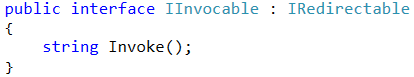 public interface IInvocable : IRedirectable
{
    string Invoke();
}